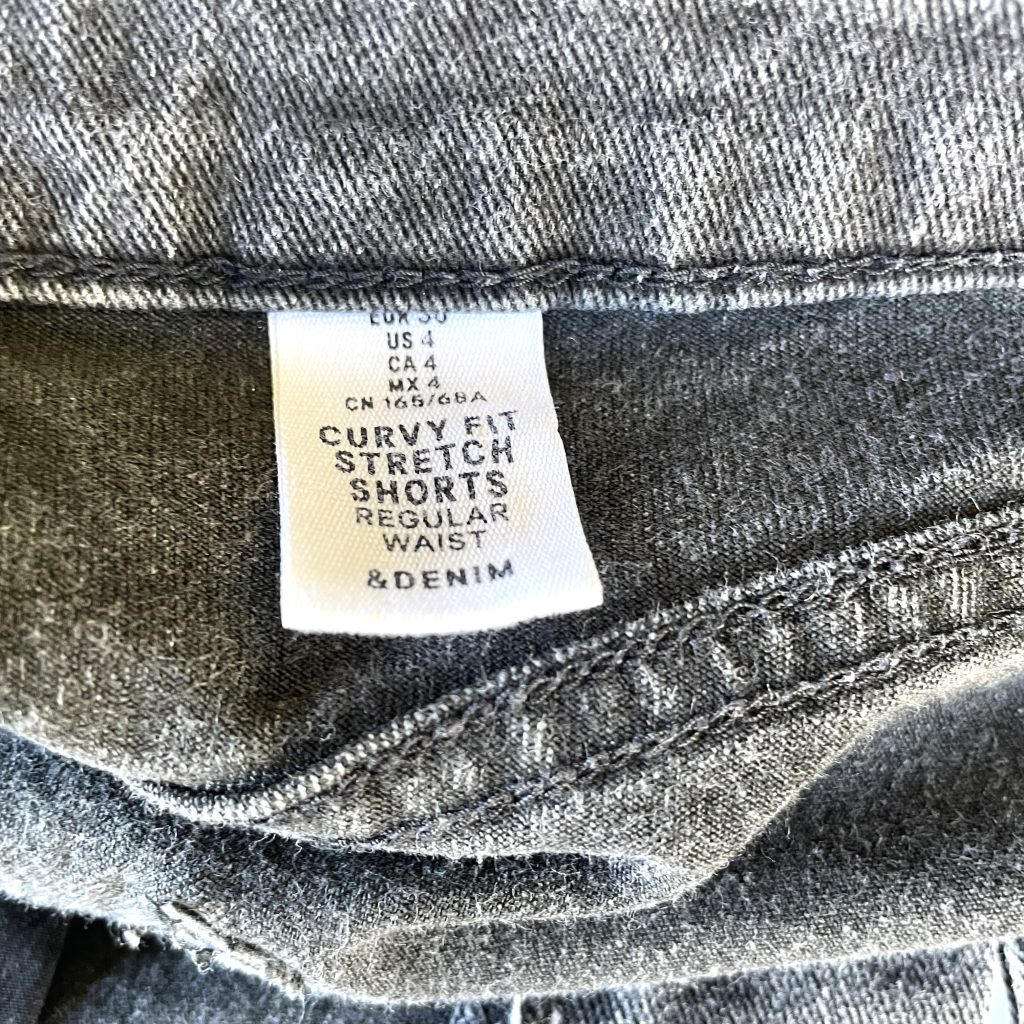 US 4
CA 4
MX 4
CN 165/68A
CURVY FIT
STRETCH
SHORTS
REGULAR
WAIST
&DENIM